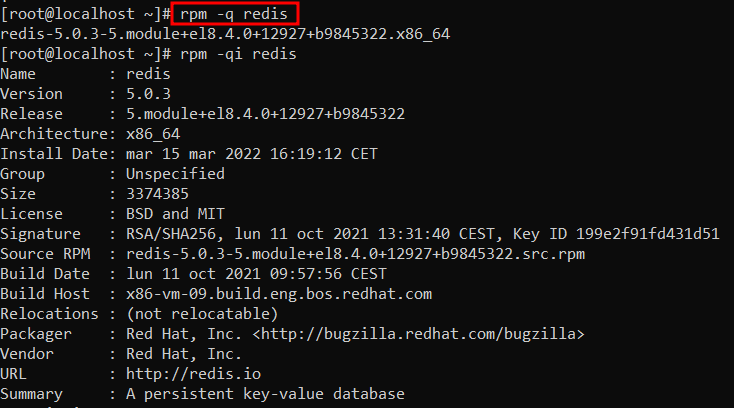 [root@localhost ~]# rpm -q redis
redis-5.0.3-5.module+el8.4.0+12927+b9845322.x86_64
[root@localhost ~]# rpm -qi redis
Name        : redis
Version     : 5.0.3
Release     : 5.module+el8.4.0+12927+b9845322
Architecture: x86_64
Install Date: mar 15 mar 2022 16:19:12 CET
Group       : Unspecified
Size        : 3374385
License     : BSD and MIT
Signature   : RSA/SHA256, lun 11 oct 2021 13:31:40 CEST, Key ID 199e2f91fd431d51
Source RPM  : redis-5.0.3-5.module+el8.4.0+12927+b9845322.src.rpm
Build Date  : lun 11 oct 2021 09:57:56 CEST
Build Host  : x86-vm-09.build.eng.bos.redhat.com
Relocations : (not relocatable)
Packager    : Red Hat, Inc. <http://bugzilla.redhat.com/bugzilla>
Vendor      : Red Hat, Inc.
URL         : http://redis.io
Summary     : A persistent key-value database